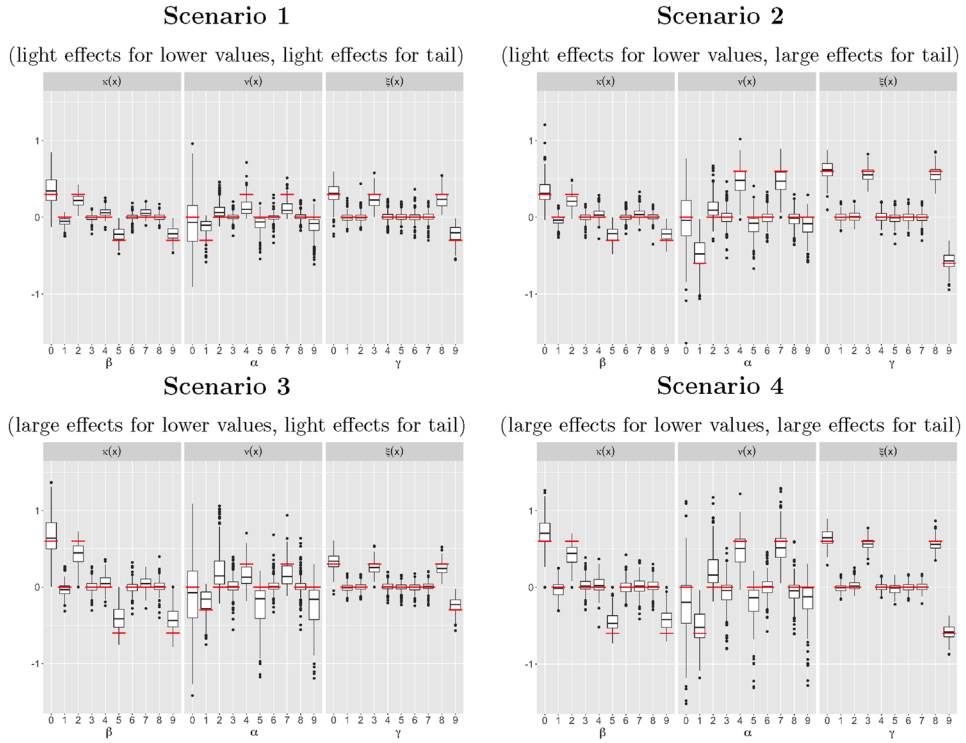 Scenario 1
(light effects for lower values, light effects for tail)
κ(x) ν(x) ξ(x)
1
0
-1
0 1 2 3 4 5 6 7 8 9 0 1 2 3 4 5 6 7 8 9 0 1 2 3 4 5 6 7 8 9
β α γ
Scenario 2
(light effects for lower values, large effects for tail)
κ(x) ν(x) ξ(x)
1
0
-1
0 1 2 3 4 5 6 7 8 9 0 1 2 3 4 5 6 7 8 9 0 1 2 3 4 5 6 7 8 9
β α γ
Scenario 3
(large effects for lower values, light effects for tail)
κ(x) ν(x) ξ(x)
1
0
-1
0 1 2 3 4 5 6 7 8 9 0 1 2 3 4 5 6 7 8 9 0 1 2 3 4 5 6 7 8 9
β α γ
Scenario 4
(large effects for lower values, large effects for tail)
κ(x) ν(x) ξ(x)
1
0
-1
0 1 2 3 4 5 6 7 8 9 0 1 2 3 4 5 6 7 8 9 0 1 2 3 4 5 6 7 8 9
β α γ